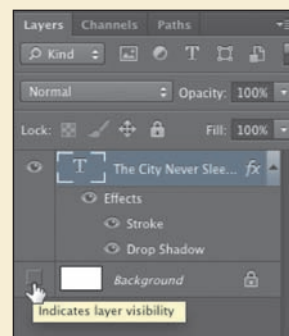 Layers Channels Paths
Kind T
Normal Opacity: 100%
Lock: Fill: 100%
T The City Never Slee... fx
Effects
Stroke
Drop Shadow
Background
Indicates layer visibility